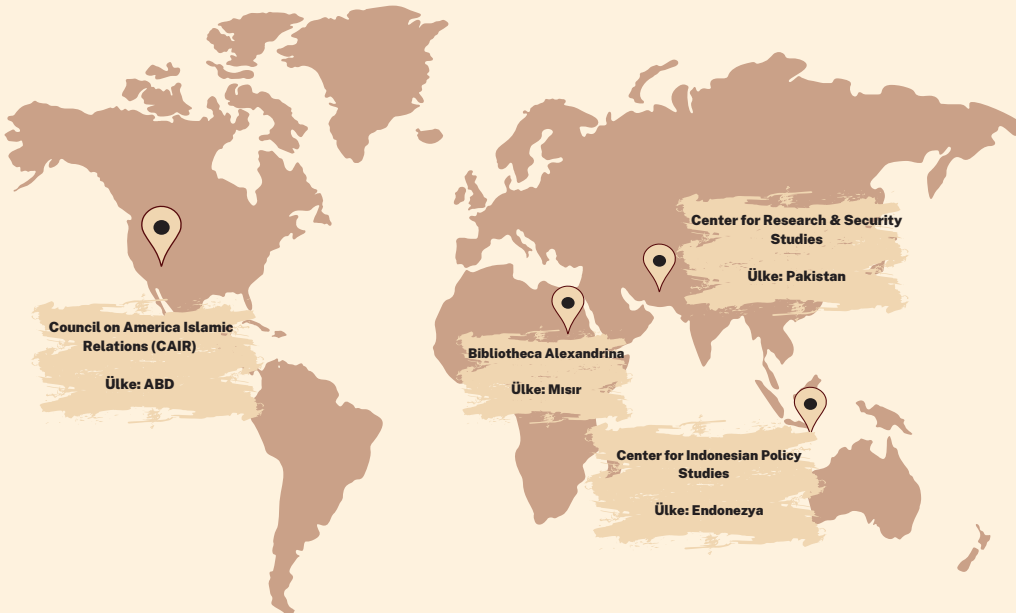 Center for Research & Security
Studies
Ülke: Pakistan
Council on America Islamic
Relations (CAIR)
Ülke: ABD
Bibliotheca Alexandrina
Ülke: Mısır
Center for Indonesian Policy
Studies
Ülke: Endonezya